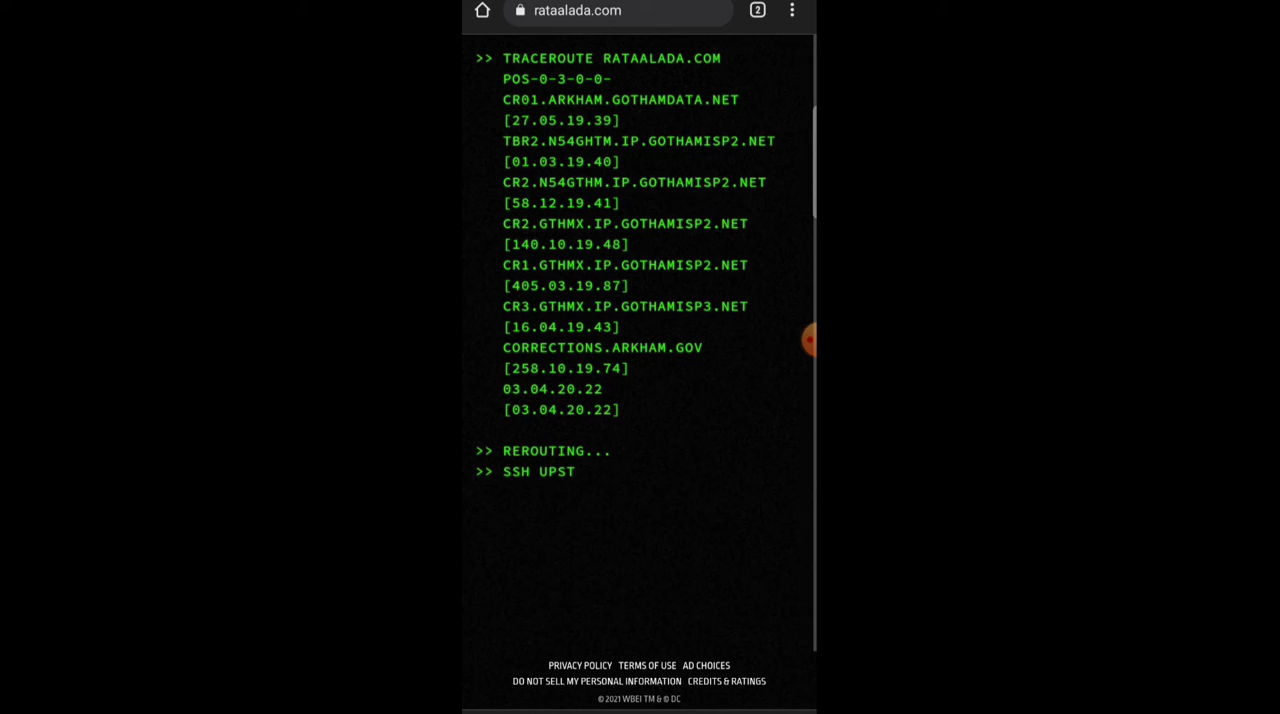 rataalada.com
2
>> TRACEROUTE RATAALADA.COM
POS-0-3-0-0-
CR01.ARKHAM.GOTHAMDATA.NET
[27.05.19.39]
TBR2.N54GHTM.IP.GOTHAMISP2.NET
[01.03.19.40]
CR2.N54GTHM.IP.GOTHAMISP2.NET
[58.12.19.41]
CR2.GTHMX.IP.GOTHAMISP2.NET
[140.10.19.48]
CR1.GTHMX.IP.GOTHAMISP2.NET
[405.03.19.87]
CR3.GTHMX.IP.GOTHAMISP3.NET
[16.04.19.43]
CORRECTIONS.ARKHAM.GOV
[258.10.19.74]
03.04.20.22
[03.04.20.22]
>> REROUTING...
>> SSH UPST
PRIVACY POLICY TERMS OF USE AD CHOICES
DO NOT SELL MY PERSONAL INFORMATION CREDITS & RATINGS
© 2021 WBEI TM & © DC